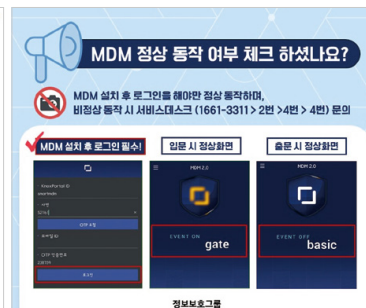 MDM 정상 동작 여부 체크 하셨나요?
MDM 설치 후 로그인을 해야만 정상 동작하며,
비정상 동작 시 서비스데스크 (1661-3311 > 2번 >4번 > 4번) 문의
MDM 설치 후 로그인 필수!
입문 시 정상화면
출문 시 정상화면
MDM 2.0
EVENT ON
gate
MDM 2.0
EVENT OFF
basic
로그인
정보보호그룹